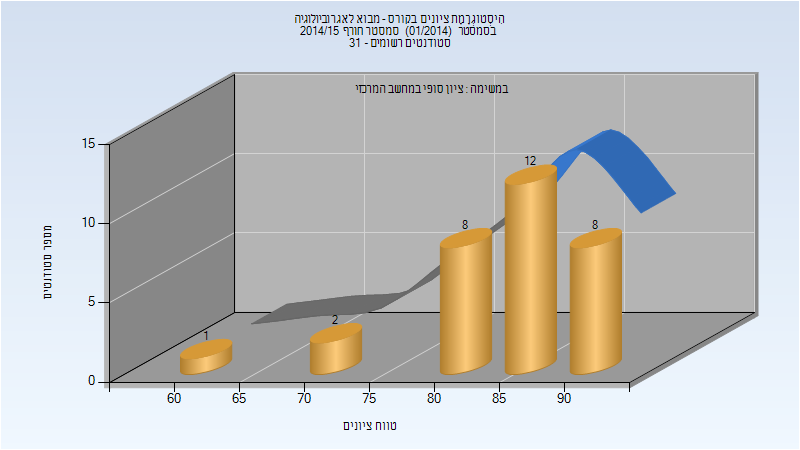 היסטוגרמת ציונים בקורס - מבוא לאגרוביולוגיה
בסמסטר (01/2014) סמסטר חורף 2014/15
סטודנטים רשומים - 31
במשימה : ציון סופי במחשב המרכזי
15
10
5
0
מספר סטודנטים
1
2
8
12
8
60
65
70
75
80
85
90
טווח ציונים